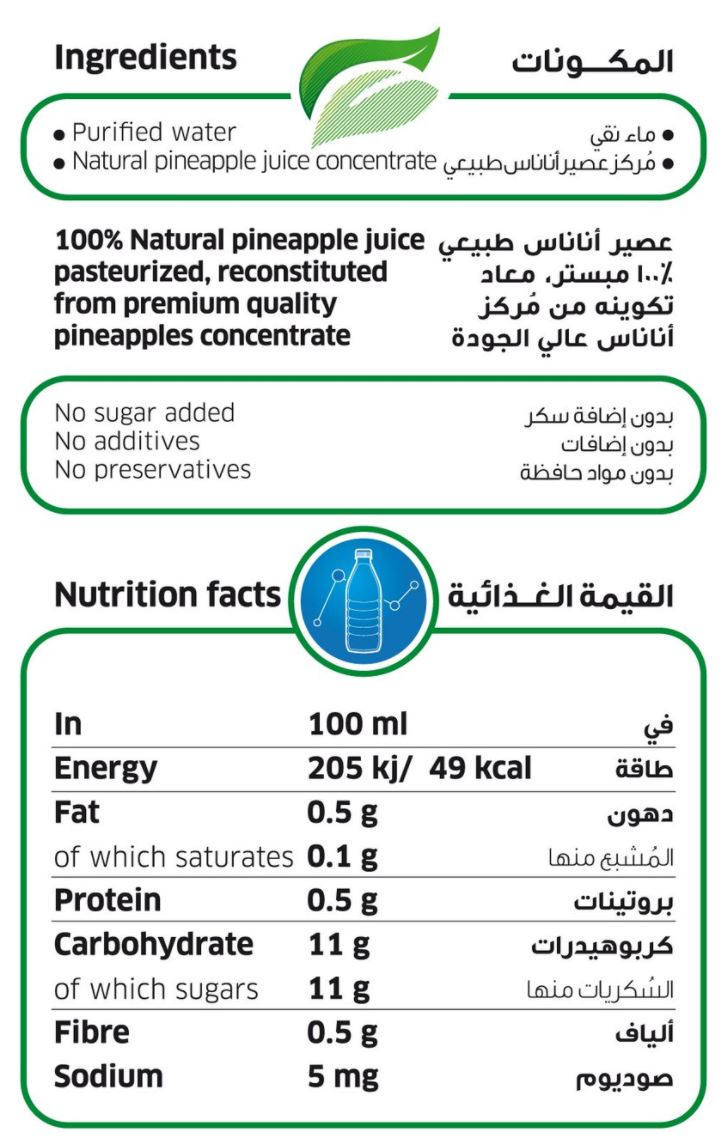 Ingredients المكونات
• Purified water ماء نقي •
• Natural pineapple juice concentrate مُركز عصير أناناس طبيعي •
100% Natural pineapple juice عصير أناناس طبيعي
pasteurized, reconstituted ١٠٠٪ مبستر، معاد
from premium quality تكوينه من مُركز
pineapples concentrate أناناس عالي الجودة
No sugar added بدون إضافة سكر
No additives بدون إضافات
No preservatives بدون مواد حافظة
Nutrition facts القيمة الغذائية
In 100 ml في
Energy 205 kj/ 49 kcal طاقة
Fat 0.5 g دهون
of which saturates 0.1 g المُشبع منها
Protein 0.5 g بروتينات
Carbohydrate 11 g كربوهيدرات
of which sugars 11 g السُكريات منها
Fibre 0.5 g ألياف
Sodium 5 mg صوديوم